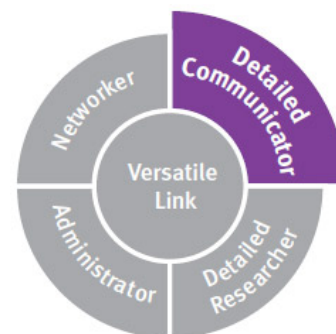 Networker
Detailed
Communicator
Versatile
Link
Administrator
Detailed
Researcher